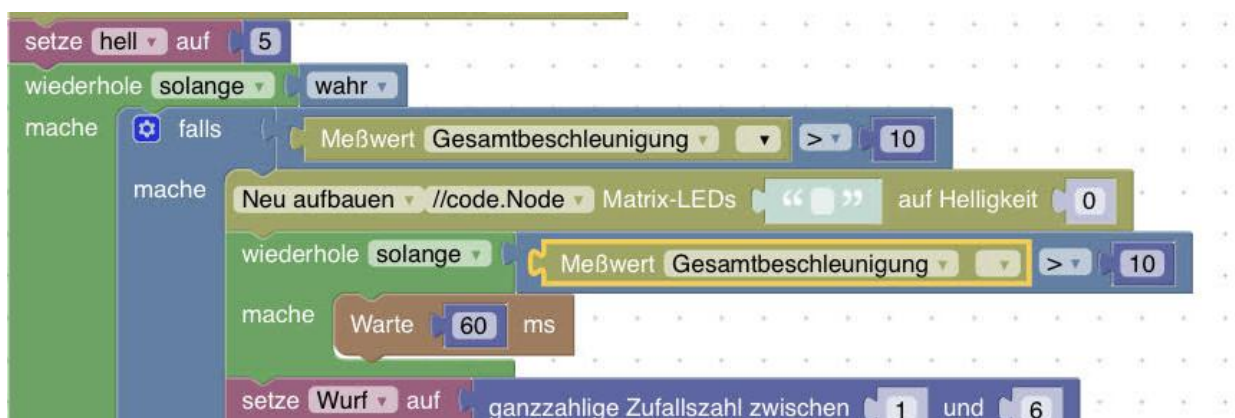 setze hell auf 5
wiederhole solange wahr
mache falls Meßwert Gesamtbeschleunigung > 10
mache Neu aufbauen //code.Node Matrix-LEDs “ ” auf Helligkeit 0
wiederhole solange Meßwert Gesamtbeschleunigung > 10
mache Warte 60 ms
setze Wurf auf ganzzahlige Zufallszahl zwischen 1 und 6